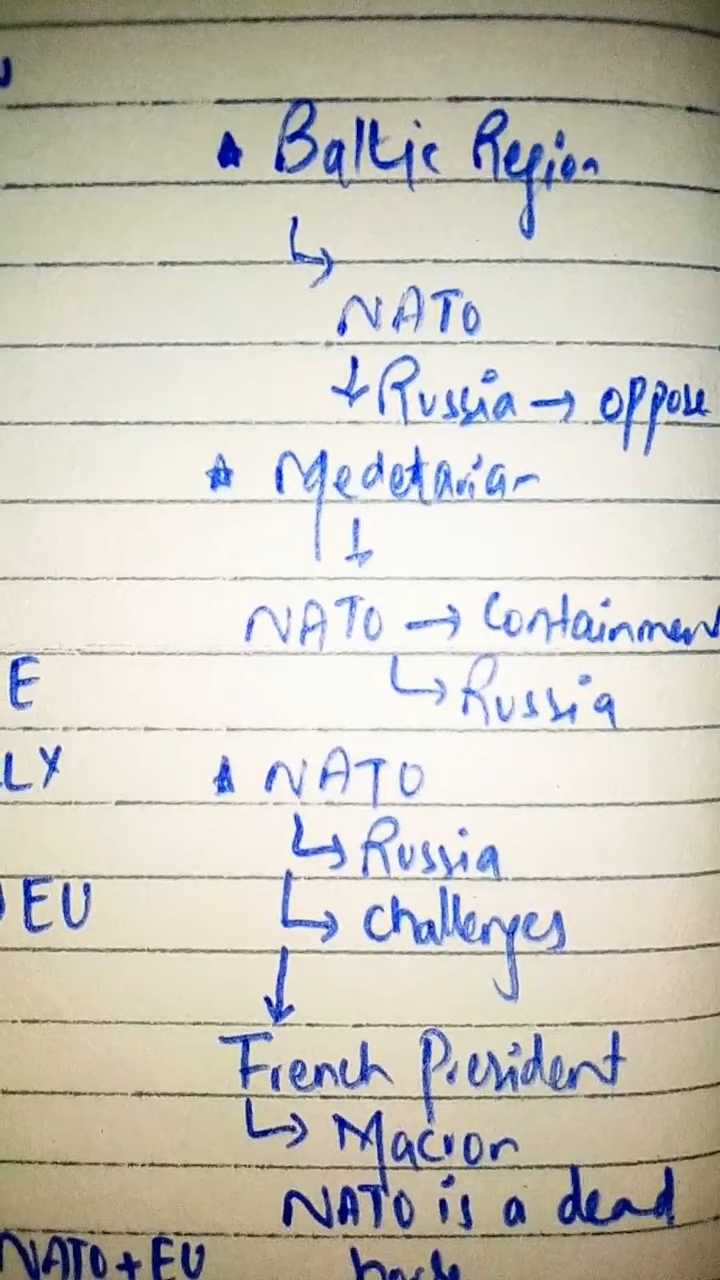 ★ Baltic Region
↳
NATO
↓ Russia → oppose
★ Medetarian
↓
NATO → Containment
↳ Russia
E
LY
★ NATO
↳ Russia
EU
↳ Challenges
↓
French President
↳ Macron
NATO is a dead
NATO + EU